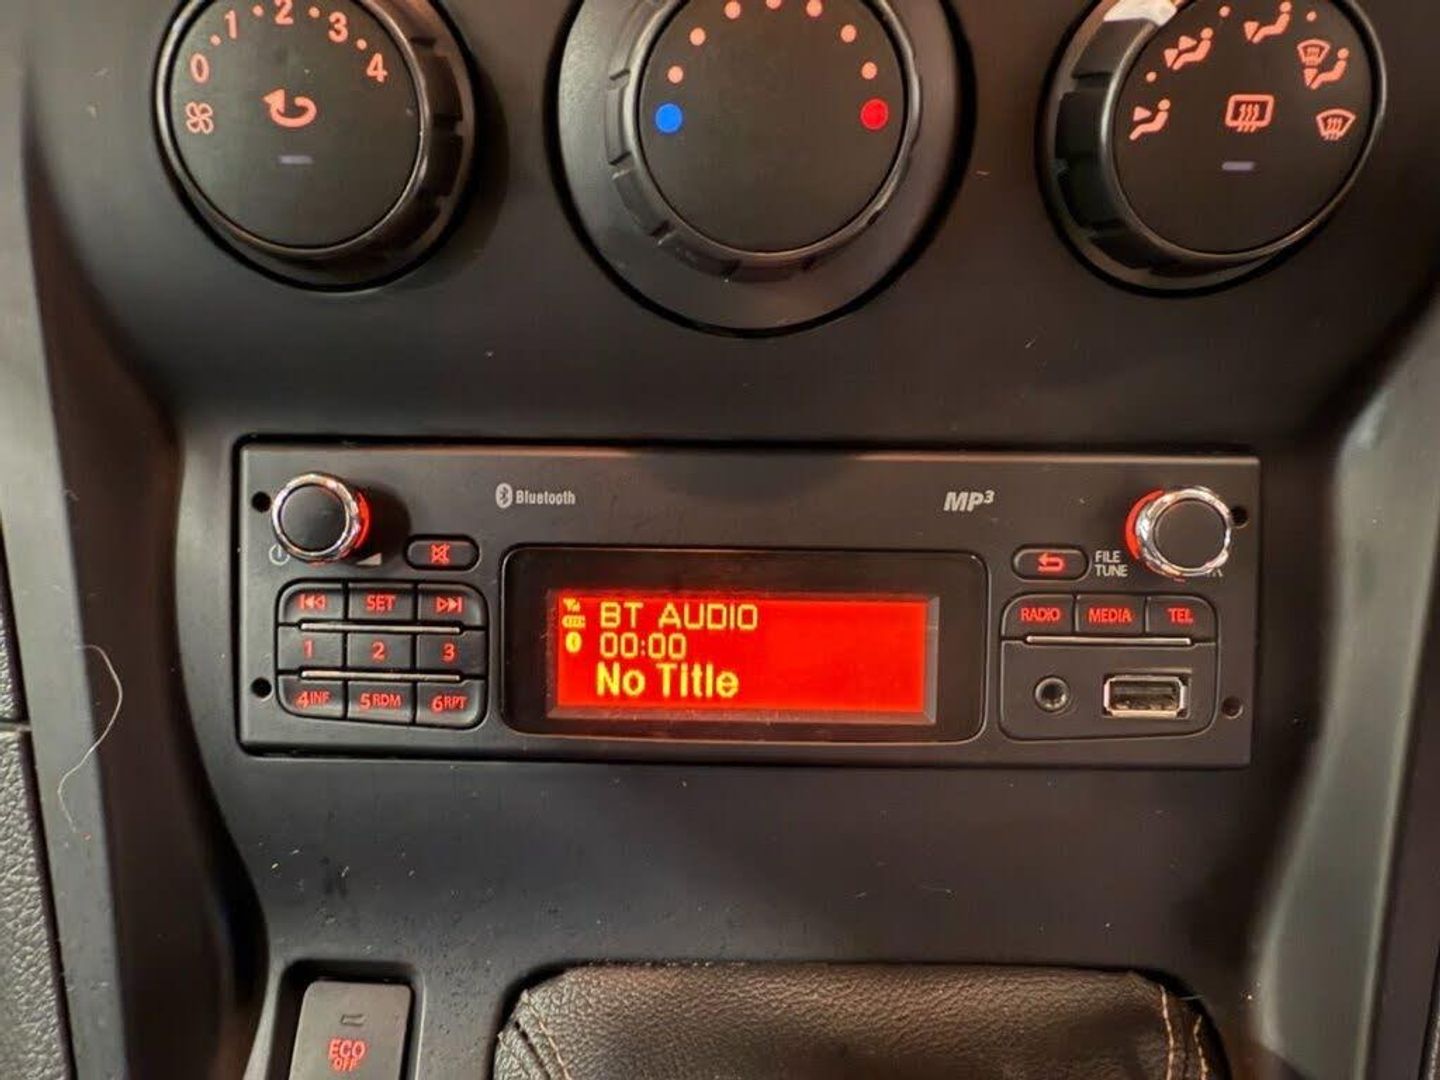 0 1 2 3 4
Bluetooth
MP3
FILE
TUNE
SET
RADIO MEDIA TEL
BT AUDIO
00:00
No Title
1 2 3
4INF 5RDM 6RPT
ECO
OFF